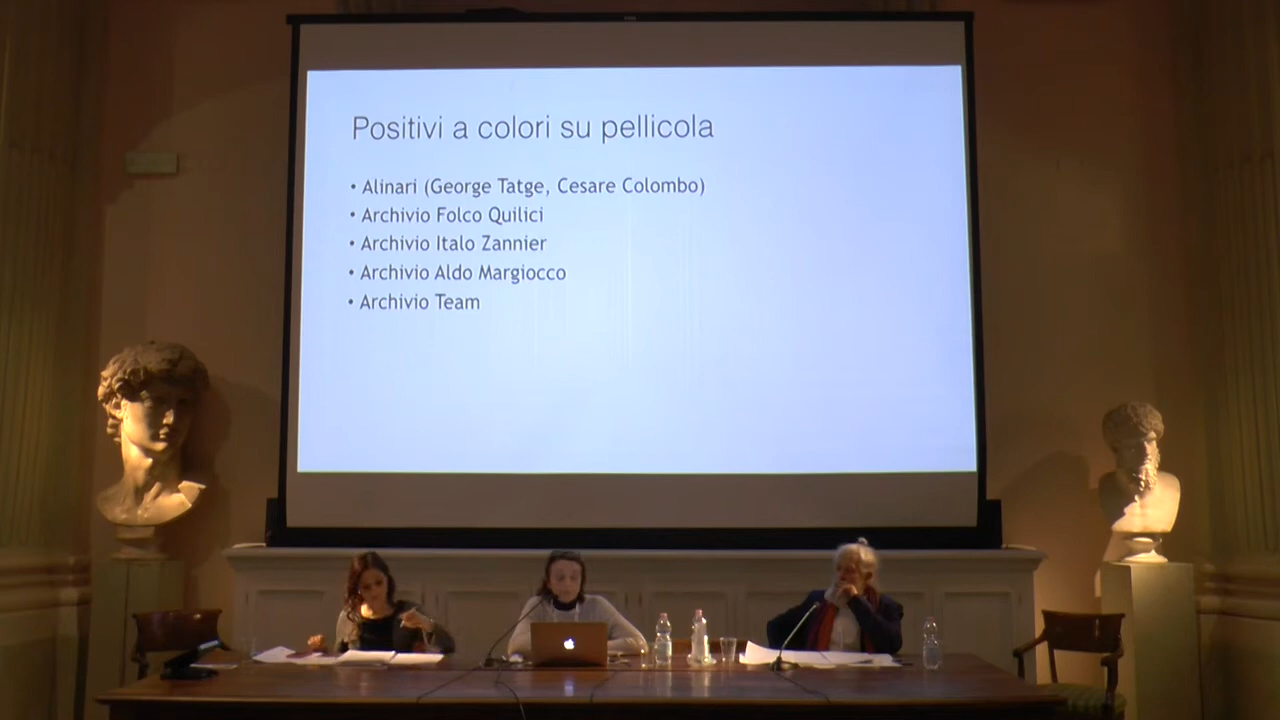 Positivi a colori su pellicola
• Alinari (George Tatge, Cesare Colombo)
• Archivio Folco Quilici
• Archivio Italo Zannier
• Archivio Aldo Margiocco
• Archivio Team